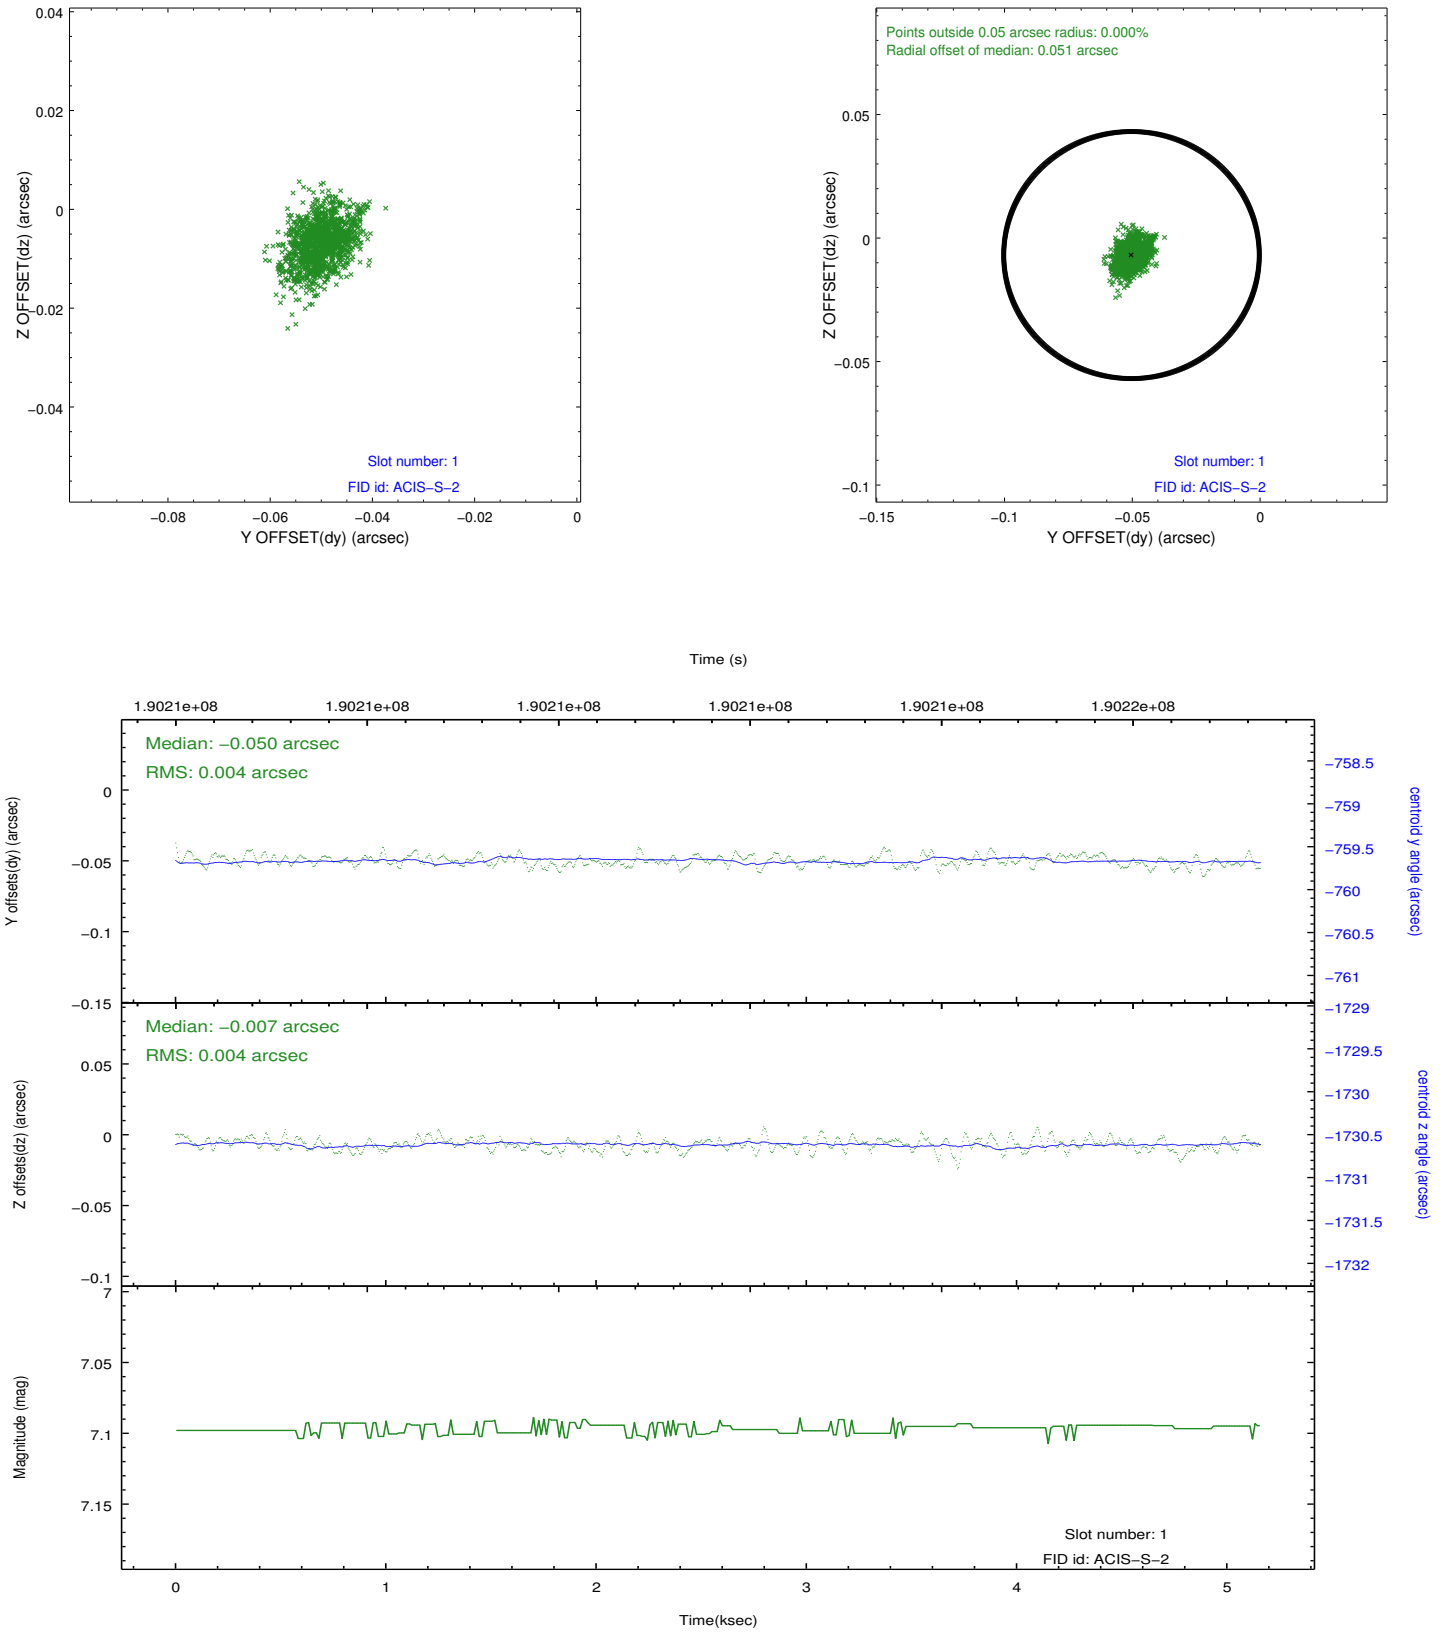 0.04
0.02
0
−0.02
−0.04
Z OFFSET(dz) (arcsec)
Slot number: 1
FID id: ACIS−S−2
−0.08
−0.06
−0.04
−0.02
0
Y OFFSET(dy) (arcsec)
Points outside 0.05 arcsec radius: 0.000%
Radial offset of median: 0.051 arcsec
0.05
0
−0.05
−0.1
Z OFFSET(dz) (arcsec)
Slot number: 1
FID id: ACIS−S−2
−0.15
−0.1
−0.05
0
Y OFFSET(dy) (arcsec)
Time (s)
1.9021e+08
1.9021e+08
1.9021e+08
1.9021e+08
1.9021e+08
1.9022e+08
Median: −0.050 arcsec
RMS: 0.004 arcsec
0
−0.05
−0.1
−0.15
Y offsets(dy) (arcsec)
−758.5
−759
−759.5
−760
−760.5
−761
centroid y angle (arcsec)
Median: −0.007 arcsec
RMS: 0.004 arcsec
0.05
0
−0.05
−0.1
Z offsets(dz) (arcsec)
−1729
−1729.5
−1730
−1730.5
−1731
−1731.5
−1732
centroid z angle (arcsec)
7
7.05
7.1
7.15
Magnitude (mag)
Slot number: 1
FID id: ACIS−S−2
0
1
2
3
4
5
Time(ksec)